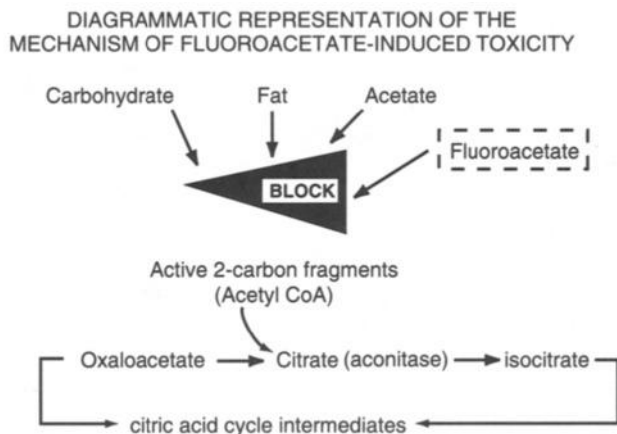 DIAGRAMMATIC REPRESENTATION OF THE
MECHANISM OF FLUOROACETATE-INDUCED TOXICITY
Carbohydrate Fat Acetate
Fluoroacetate
BLOCK
Active 2-carbon fragments
(Acetyl CoA)
Oxaloacetate Citrate (aconitase) isocitrate
citric acid cycle intermediates